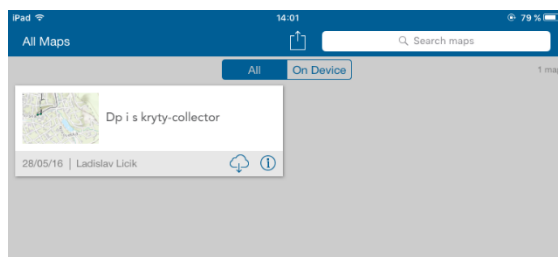 iPad 14:01 79 %
All Maps Search maps
All On Device 1 map
Dp i s kryty-collector
28/05/16 | Ladislav Licik